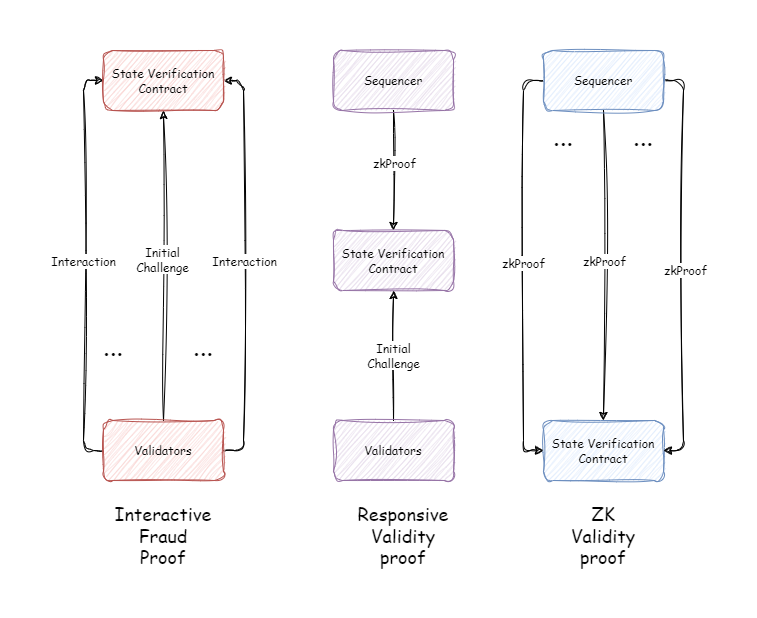 State Verification
Contract
Interaction
Initial
Challenge
Interaction
...
...
Validators
Interactive
Fraud
Proof
Sequencer
zkProof
State Verification
Contract
Initial
Challenge
Validators
Responsive
Validity
proof
Sequencer
...
...
zkProof
zkProof
zkProof
State Verification
Contract
ZK
Validity
proof